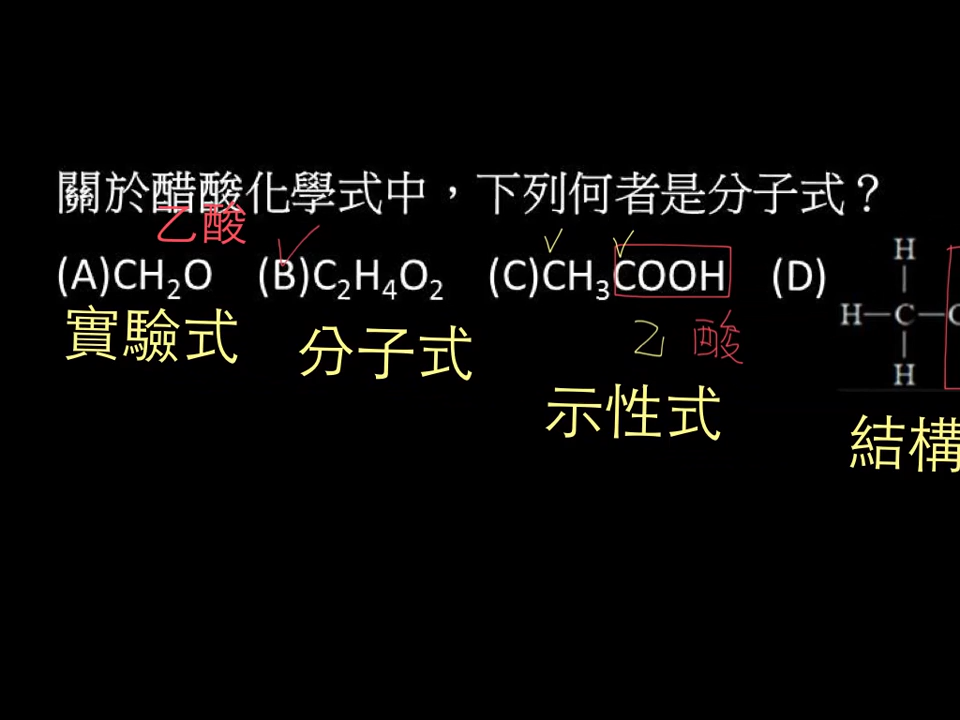 關於醋酸化學式中，下列何者是分子式？
乙酸
(A)CH₂O (B)C₂H₄O₂ (C)CH₃COOH (D)
H
H—C—C
H
乙 酸
實驗式 分子式 示性式 結構